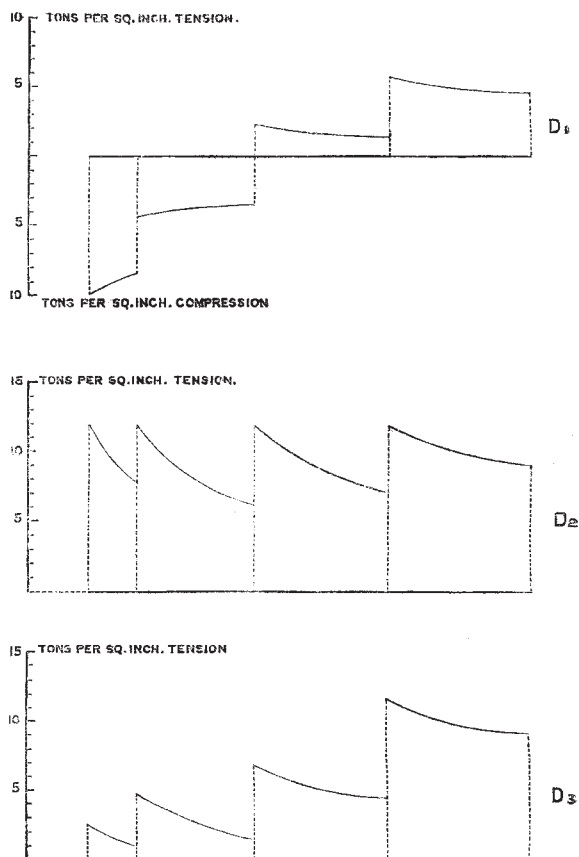 10 TONS PER SQ.INCH. TENSION.
5
D1
5
10 TONS PER SQ.INCH. COMPRESSION
15 TONS PER SQ.INCH. TENSION.
10
5
D2
15 TONS PER SQ.INCH. TENSION
10
5
D3